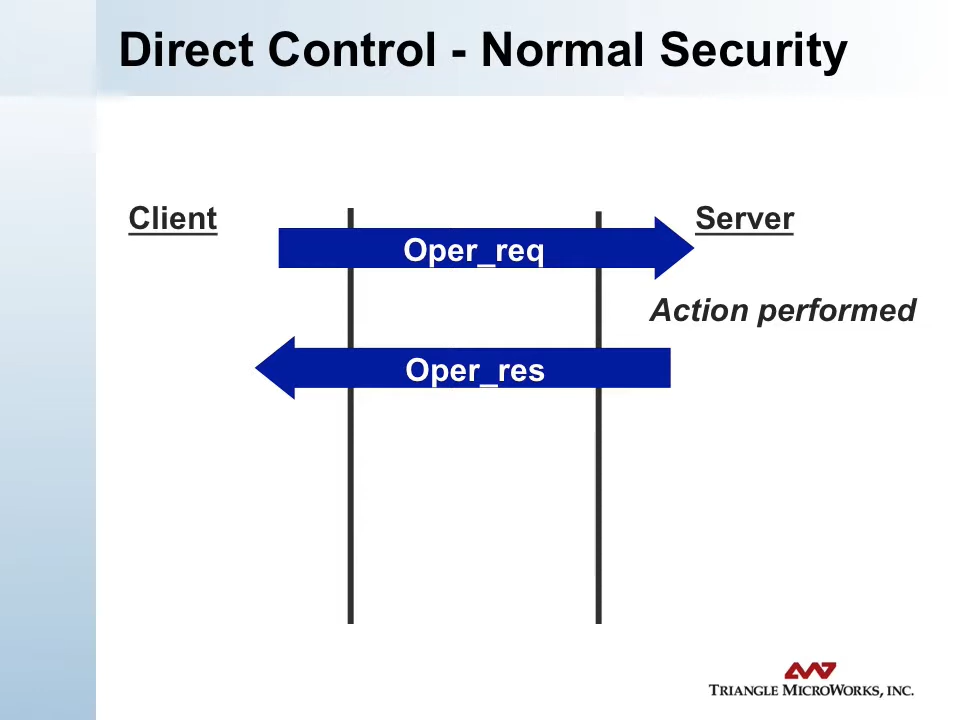 Direct Control - Normal Security
Client
Server
Oper_req
Action performed
Oper_res
TRIANGLE MICROWORKS, INC.